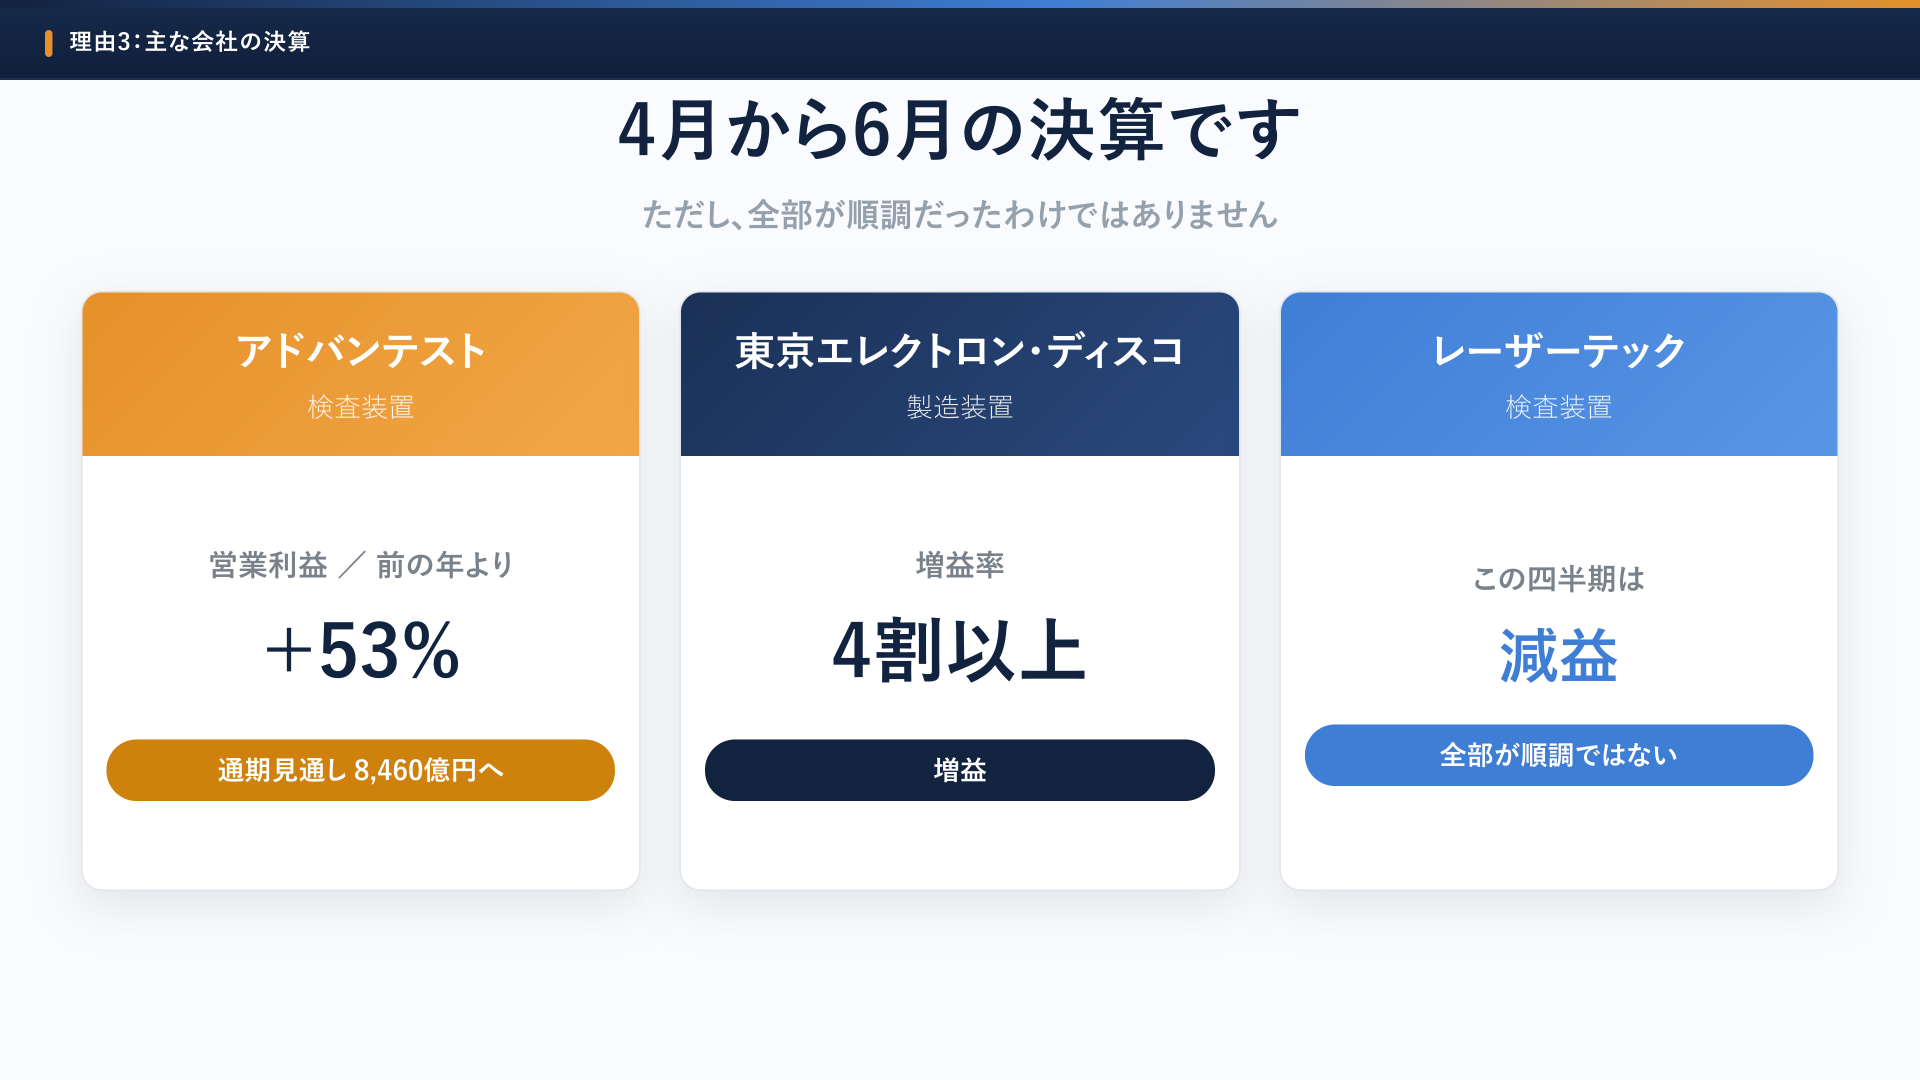 理由3：主な会社の決算
4月から6月の決算です
ただし、全部が順調だったわけではありません
アドバンテスト
検査装置
営業利益 ／ 前の年より
＋53%
通期見通し 8,460億円へ
東京エレクトロン・ディスコ
製造装置
増益率
4割以上
増益
レーザーテック
検査装置
この四半期は
減益
全部が順調ではない